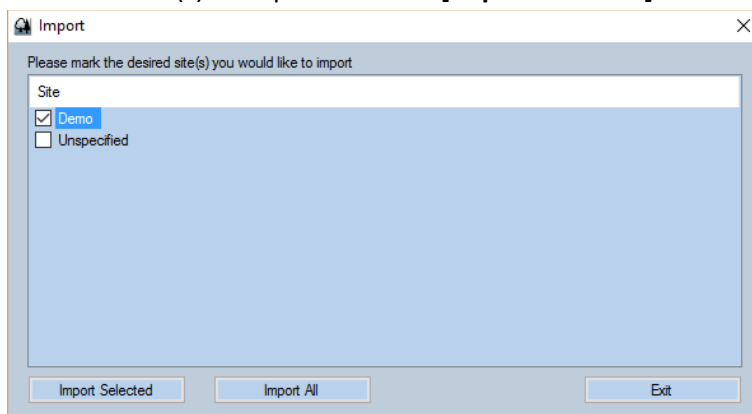 Import
Please mark the desired site(s) you would like to import
Site
Demo
Unspecified
Import Selected Import All Exit